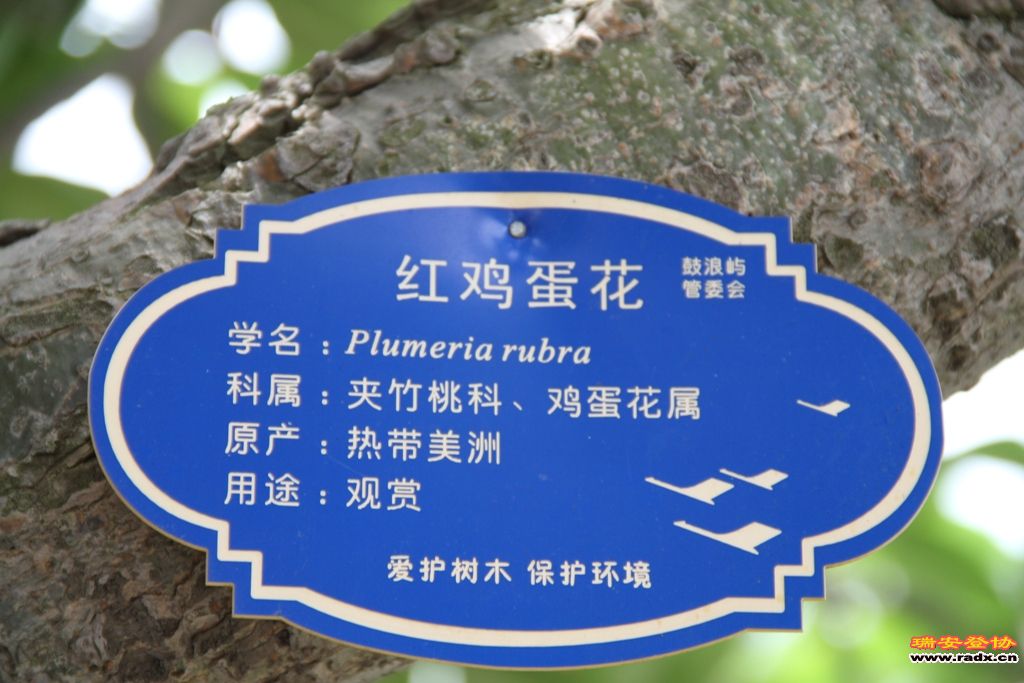 红鸡蛋花
鼓浪屿
管委会
学名：Plumeria rubra
科属：夹竹桃科、鸡蛋花属
原产：热带美洲
用途：观赏
爱护树木 保护环境
瑞安登协
www.radx.cn